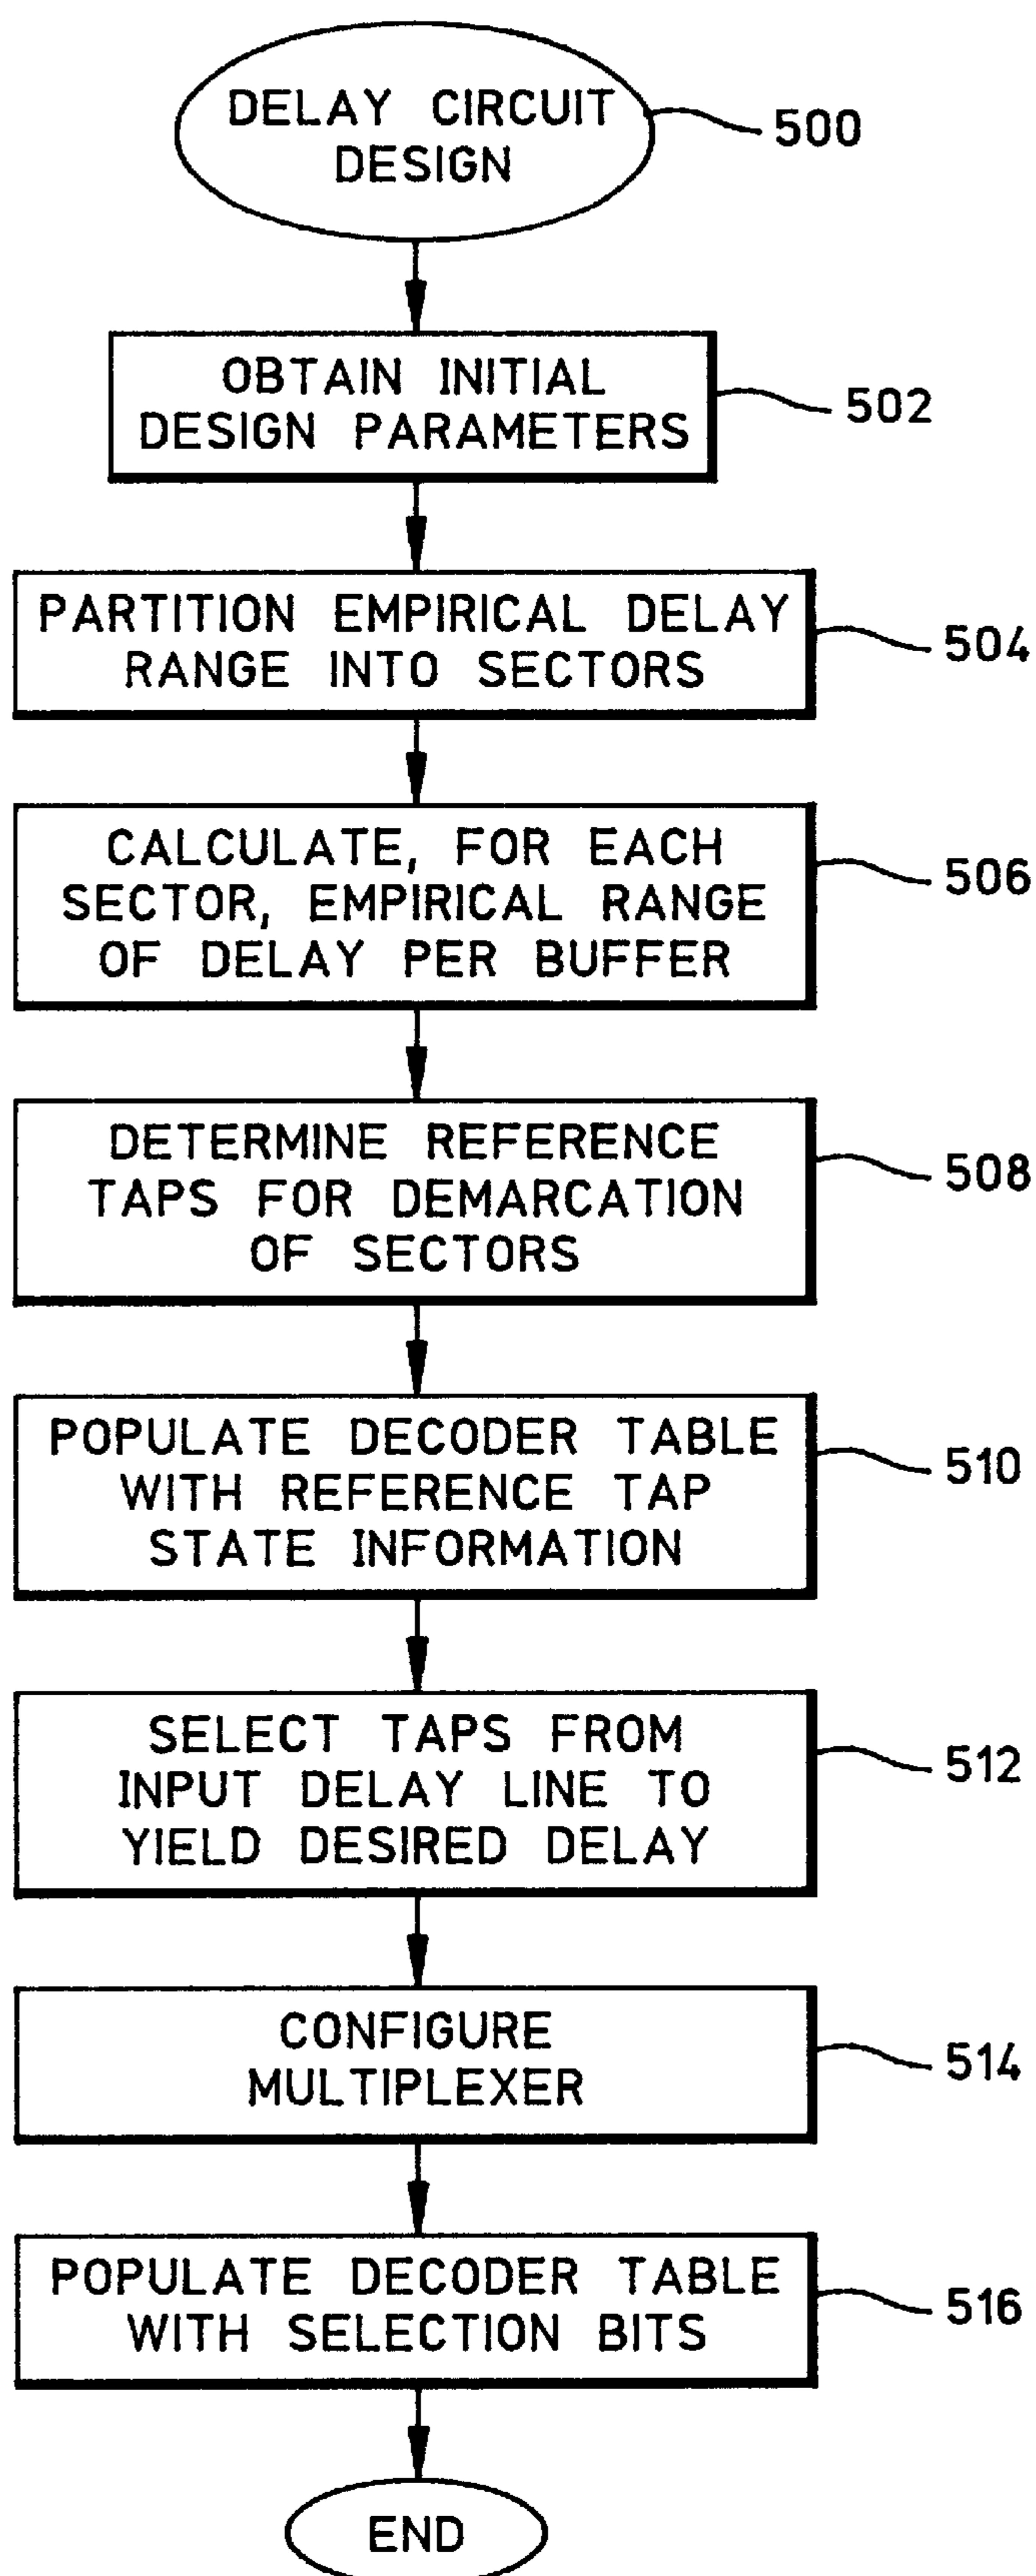 DELAY CIRCUIT
DESIGN
500
OBTAIN INITIAL
DESIGN PARAMETERS
502
PARTITION EMPIRICAL DELAY
RANGE INTO SECTORS
504
CALCULATE, FOR EACH
SECTOR, EMPIRICAL RANGE
OF DELAY PER BUFFER
506
DETERMINE REFERENCE
TAPS FOR DEMARCATION
OF SECTORS
508
POPULATE DECODER TABLE
WITH REFERENCE TAP
STATE INFORMATION
510
SELECT TAPS FROM
INPUT DELAY LINE TO
YIELD DESIRED DELAY
512
CONFIGURE
MULTIPLEXER
514
POPULATE DECODER TABLE
WITH SELECTION BITS
516
END